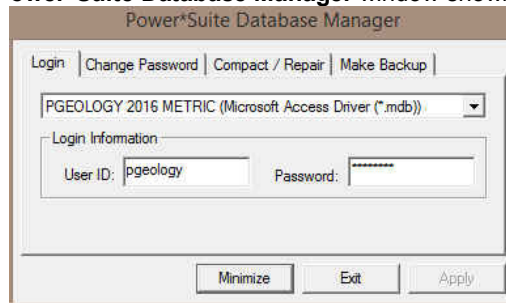 Power*Suite Database Manager
Login Change Password Compact / Repair Make Backup
PGEOLOGY 2016 METRIC (Microsoft Access Driver (*.mdb))
Login Information
User ID: pgeology Password: ********
Minimize Exit Apply